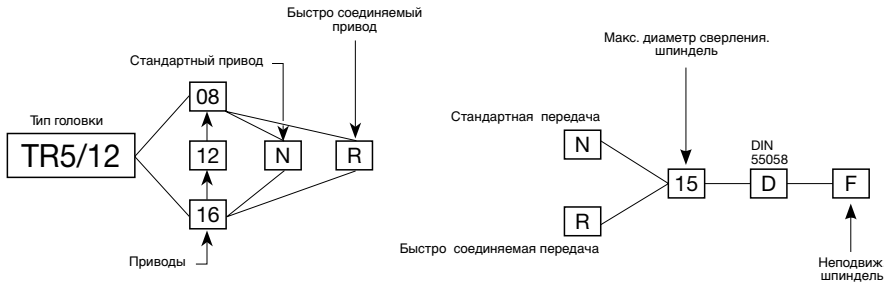 Быстро соединяемый
привод
Стандартный привод
Тип головки
TR5/12
08
12
N
R
16
Приводы
Макс. диаметр сверления.
шпиндель
Стандартная передача
N
DIN
55058
15
D
F
R
Быстро соединяемая передача
Неподвиж
шпиндель